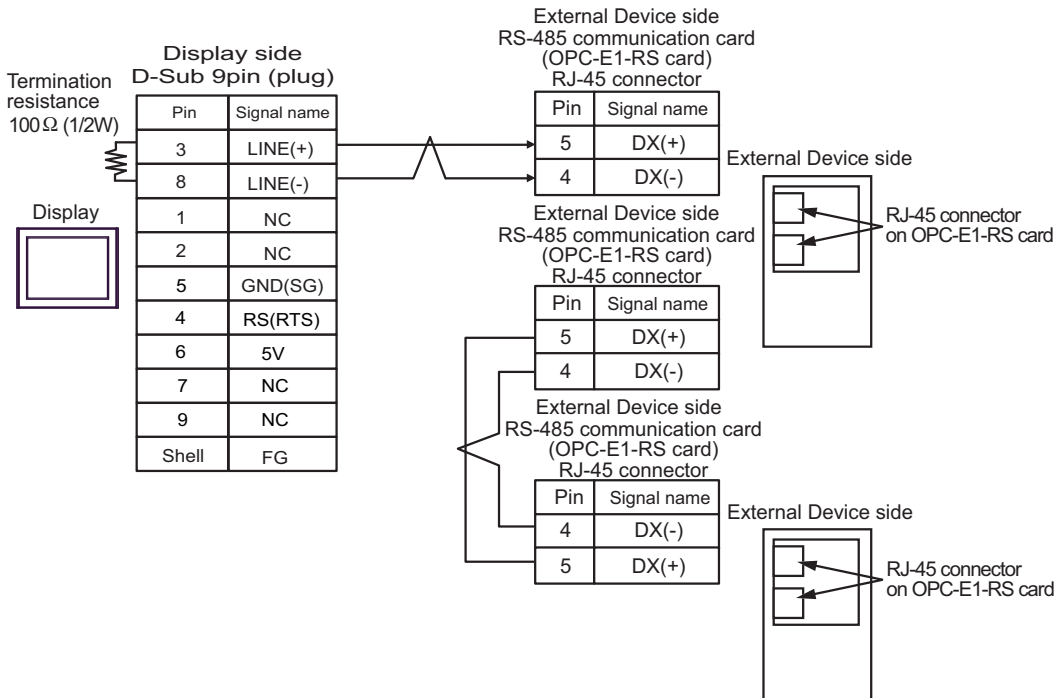 Termination
resistance
100Ω (1/2W)
Display
Display side
D-Sub 9pin (plug)
Pin Signal name
3 LINE(+)
8 LINE(-)
1 NC
2 NC
5 GND(SG)
4 RS(RTS)
6 5V
7 NC
9 NC
Shell FG
External Device side
RS-485 communication card
(OPC-E1-RS card)
RJ-45 connector
Pin Signal name
5 DX(+)
4 DX(-)
External Device side
RJ-45 connector
on OPC-E1-RS card
External Device side
RS-485 communication card
(OPC-E1-RS card)
RJ-45 connector
Pin Signal name
5 DX(+)
4 DX(-)
External Device side
RS-485 communication card
(OPC-E1-RS card)
RJ-45 connector
Pin Signal name
4 DX(-)
5 DX(+)
External Device side
RJ-45 connector
on OPC-E1-RS card